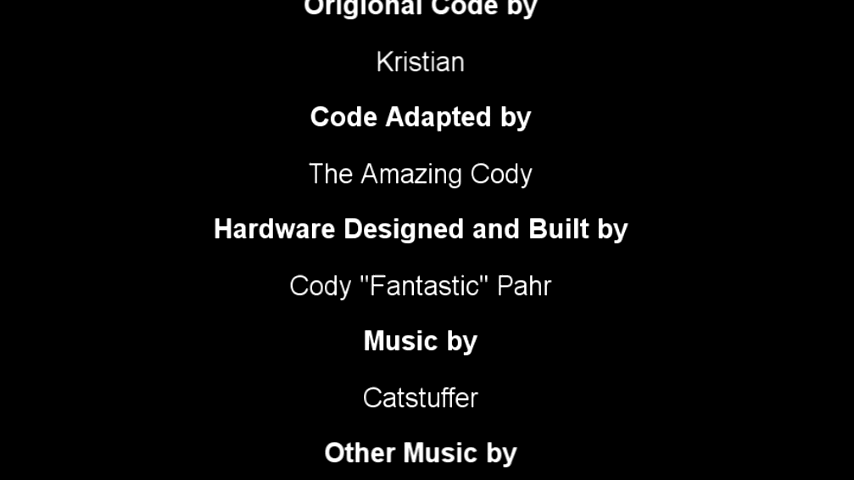 Origional Code by
Kristian
Code Adapted by
The Amazing Cody
Hardware Designed and Built by
Cody "Fantastic" Pahr
Music by
Catstuffer
Other Music by